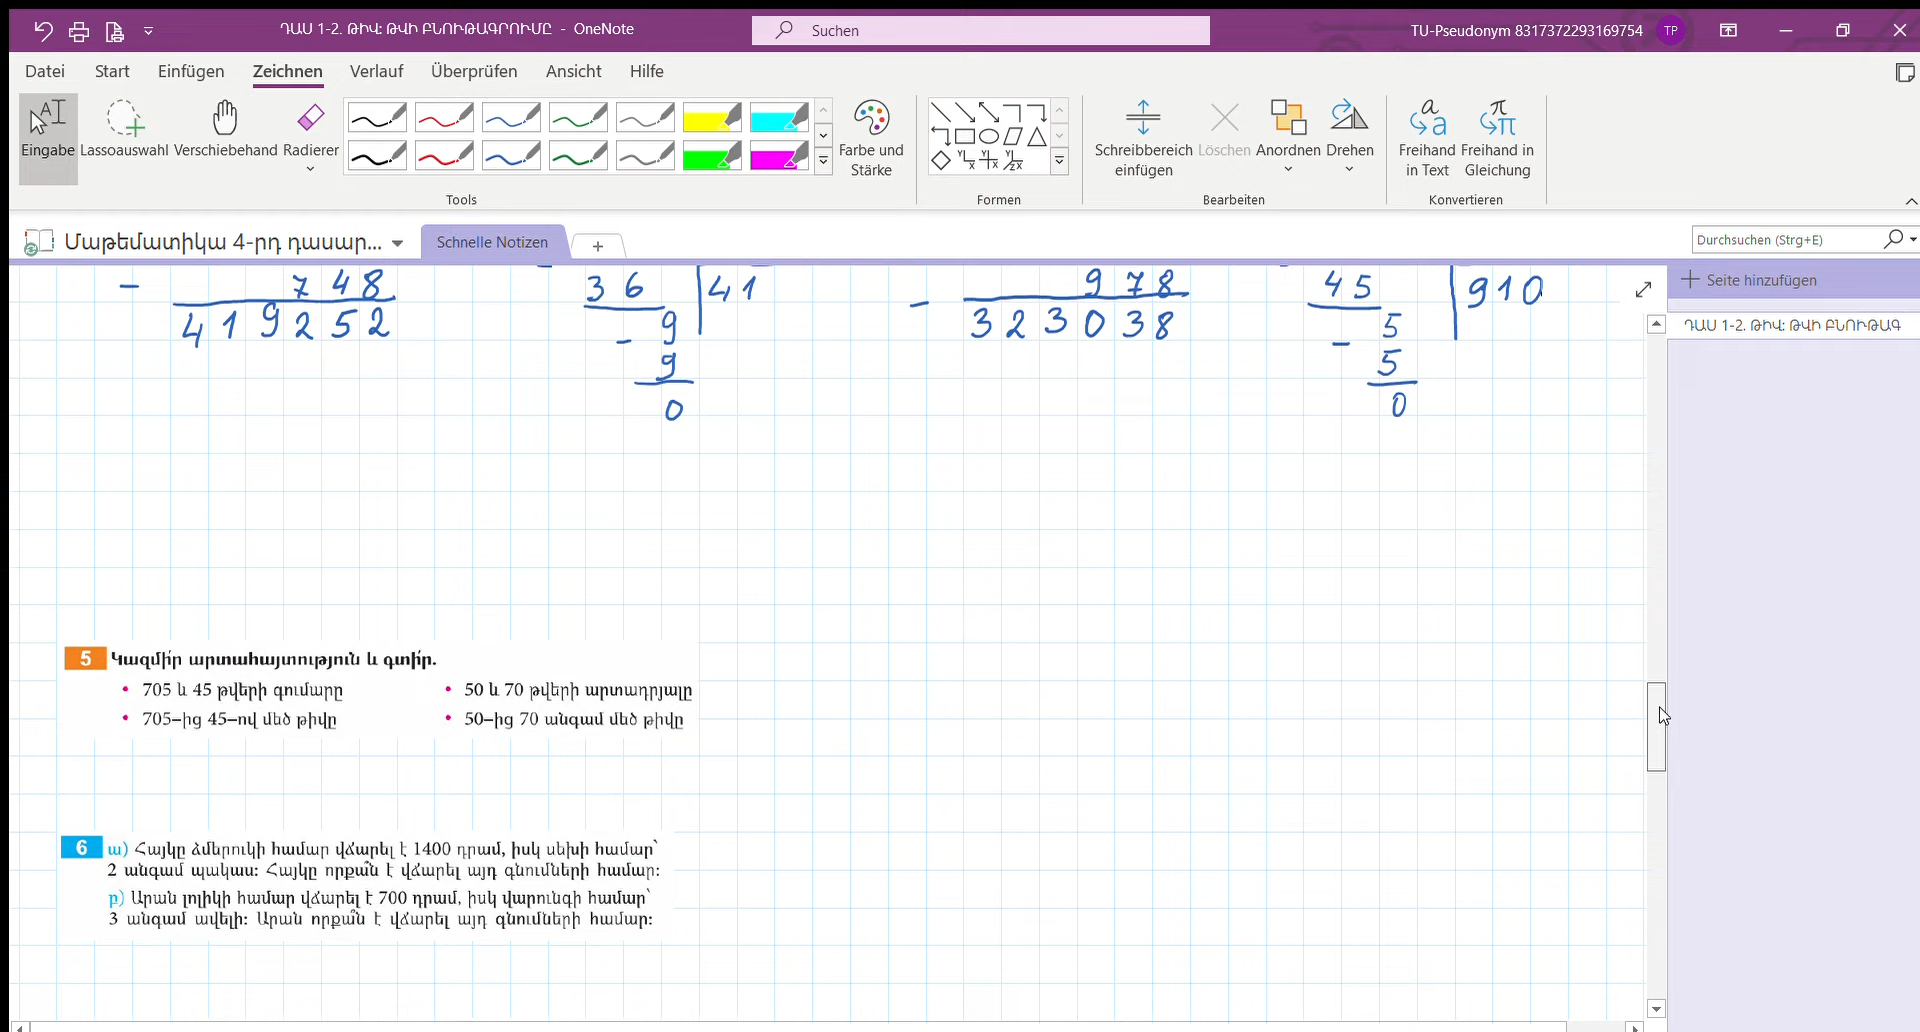 ԴԱՍ 1-2. ԹԻՎ: ԹՎԻ ԲՆՈՒԹԱԳՐՈՒՄԸ - OneNote
Suchen
TU-Pseudonym 8317372293169754
TP
Datei Start Einfügen Zeichnen Verlauf Überprüfen Ansicht Hilfe
Eingabe Lassoauswahl Verschiebehand Radierer
Farbe und Stärke
Schreibbereich einfügen Löschen Anordnen Drehen
Freihand in Text Freihand in Gleichung
Tools Formen Bearbeiten Konvertieren
Մաթեմատիկա 4-րդ դասար...
Schnelle Notizen
Durchsuchen (Strg+E)
Seite hinzufügen
ԴԱՍ 1-2. ԹԻՎ: ԹՎԻ ԲՆՈՒԹԱԳ
- 748
419252
36 41
9
- 9
0
- 978
323038
45 910
5
- 5
0
5 Կազմի՛ր արտահայտություն և գտի՛ր.
• 705 և 45 թվերի գումարը
• 705–ից 45–ով մեծ թիվը
• 50 և 70 թվերի արտադրյալը
• 50–ից 70 անգամ մեծ թիվը
6 ա) Հայկը ձմերուկի համար վճարել է 1400 դրամ, իսկ սեխի համար՝
2 անգամ պակաս: Հայկը որքա՞ն է վճարել այդ գնումների համար:
բ) Արան լոլիկի համար վճարել է 700 դրամ, իսկ վարունգի համար՝
3 անգամ ավելի: Արան որքա՞ն է վճարել այդ գնումների համար: